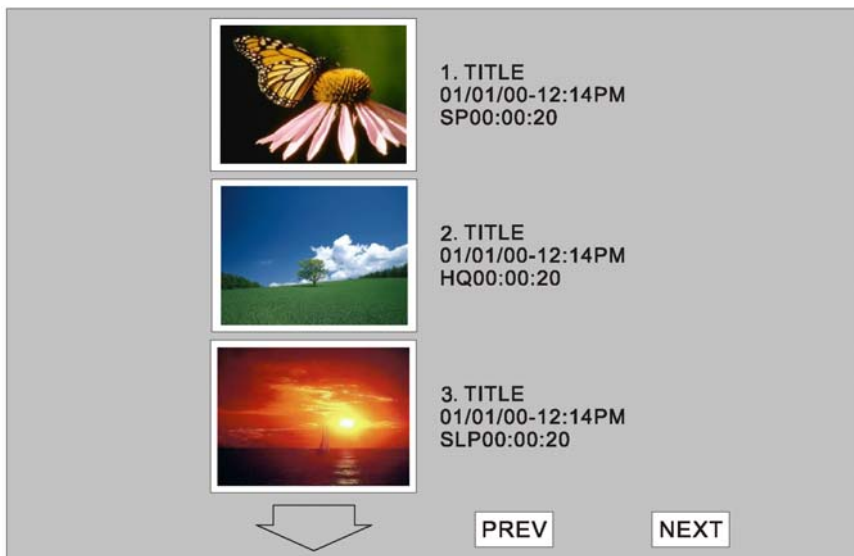 1. TITLE
01/01/00-12:14PM
SP00:00:20
2. TITLE
01/01/00-12:14PM
HQ00:00:20
3. TITLE
01/01/00-12:14PM
SLP00:00:20
PREV NEXT